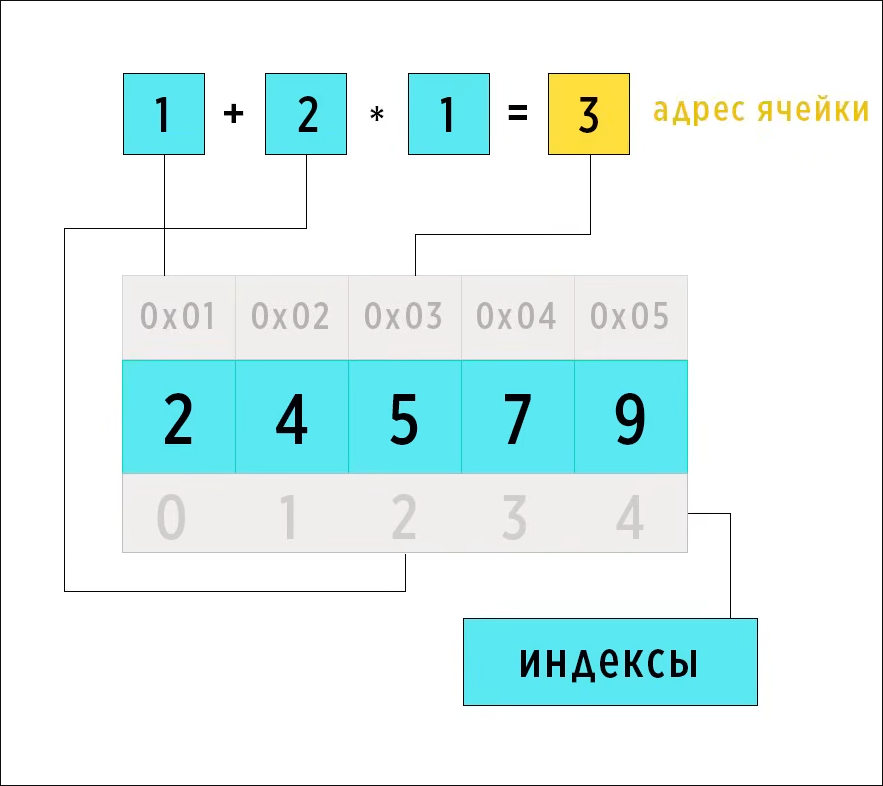 1 + 2 * 1 = 3 адрес ячейки
0x01 0x02 0x03 0x04 0x05
2 4 5 7 9
0 1 2 3 4
индексы